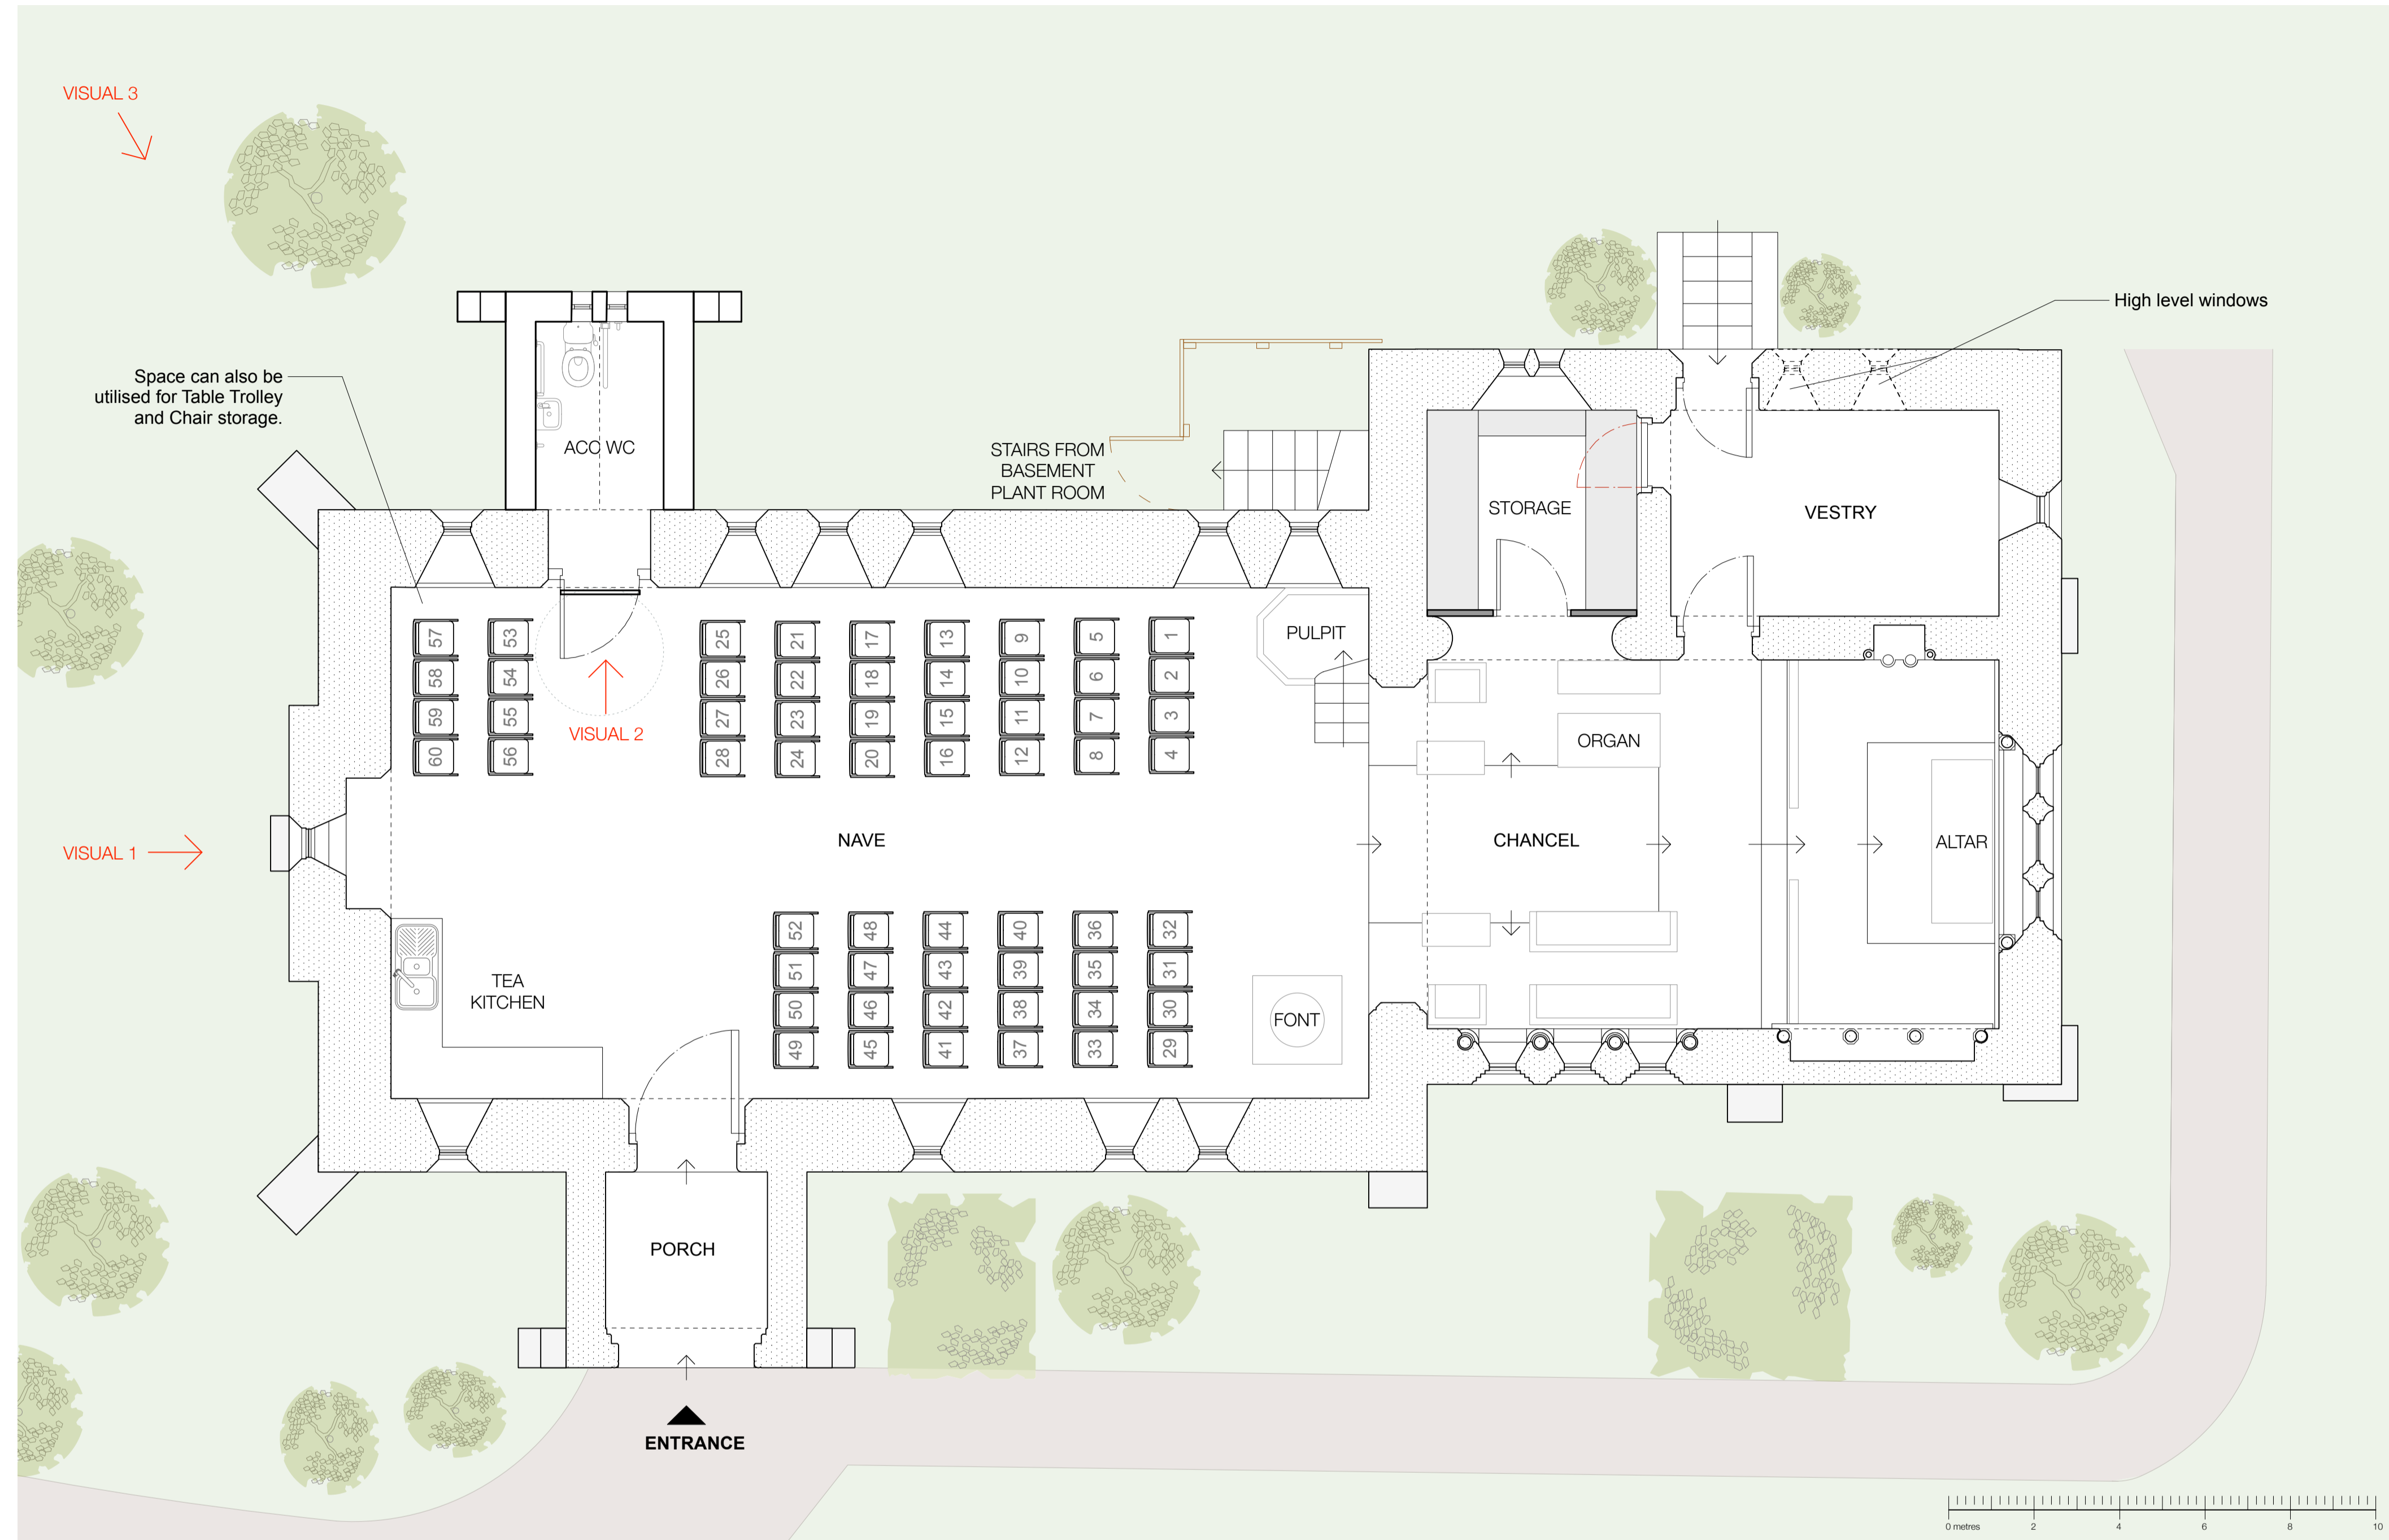 VISUAL 3
High level windows
Space can also be
utilised for Table Trolley
and Chair storage.
ACC WC
STAIRS FROM
BASEMENT
PLANT ROOM
STORAGE
VESTRY
57 53 25 21 17 13 9 5 1
58 54 26 22 18 14 10 6 2
59 55 27 23 19 15 11 7 3
60 56 28 24 20 16 12 8 4
PULPIT
VISUAL 2
ORGAN
VISUAL 1
NAVE
CHANCEL
ALTAR
52 48 44 40 36 32
51 47 43 39 35 31
50 46 42 38 34 30
49 45 41 37 33 29
TEA
KITCHEN
FONT
PORCH
ENTRANCE
0 metres 2 4 6 8 10